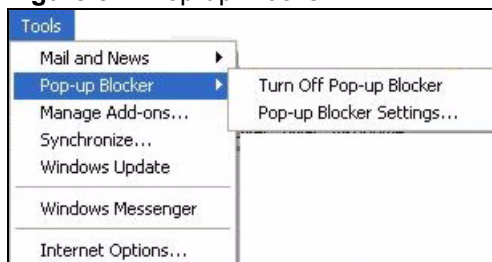 Tools
Mail and News
Pop-up Blocker
Turn Off Pop-up Blocker
Manage Add-ons...
Pop-up Blocker Settings...
Synchronize...
Windows Update
Windows Messenger
Internet Options...